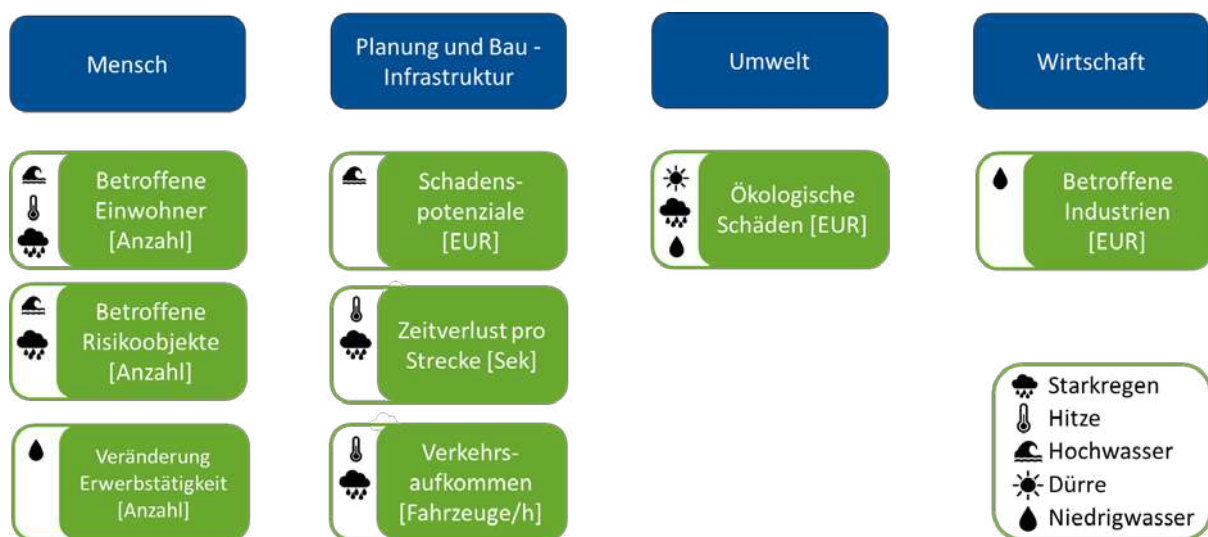 Mensch
Planung und Bau -
Infrastruktur
Umwelt
Wirtschaft
Betroffene
Einwohner
[Anzahl]
Schadens-
potenziale
[EUR]
Ökologische
Schäden [EUR]
Betroffene
Industrien
[EUR]
Betroffene
Risikoobjekte
[Anzahl]
Zeitverlust pro
Strecke [Sek]
Veränderung
Erwerbstätigkeit
[Anzahl]
Verkehrs-
aufkommen
[Fahrzeuge/h]
Starkregen
Hitze
Hochwasser
Dürre
Niedrigwasser